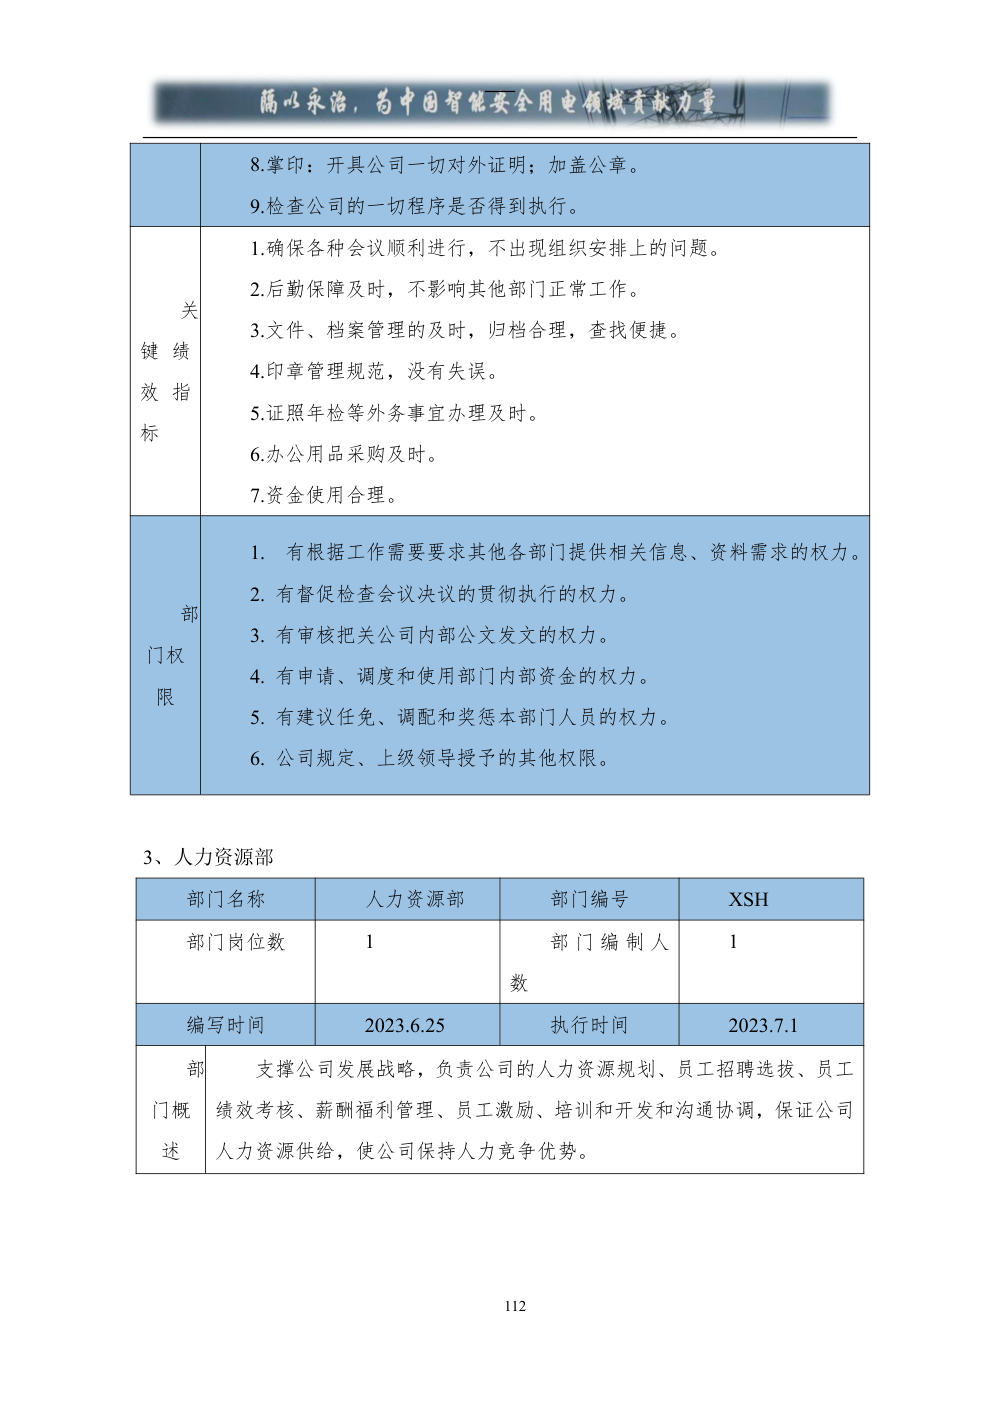 隔以永治，为中国智能安全用电领域贡献力量
8.掌印：开具公司一切对外证明；加盖公章。
9.检查公司的一切程序是否得到执行。
关键绩效指标
1.确保各种会议顺利进行，不出现组织安排上的问题。
2.后勤保障及时，不影响其他部门正常工作。
3.文件、档案管理的及时，归档合理，查找便捷。
4.印章管理规范，没有失误。
5.证照年检等外务事宜办理及时。
6.办公用品采购及时。
7.资金使用合理。
部门权限
1. 有根据工作需要要求其他各部门提供相关信息、资料需求的权力。
2. 有督促检查会议决议的贯彻执行的权力。
3. 有审核把关公司内部公文发文的权力。
4. 有申请、调度和使用部门内部资金的权力。
5. 有建议任免、调配和奖惩本部门人员的权力。
6. 公司规定、上级领导授予的其他权限。
3、人力资源部
部门名称 人力资源部 部门编号 XSH
部门岗位数 1 部门编制人数 1
编写时间 2023.6.25 执行时间 2023.7.1
部门概述
支撑公司发展战略，负责公司的人力资源规划、员工招聘选拔、员工
绩效考核、薪酬福利管理、员工激励、培训和开发和沟通协调，保证公司
人力资源供给，使公司保持人力竞争优势。
112